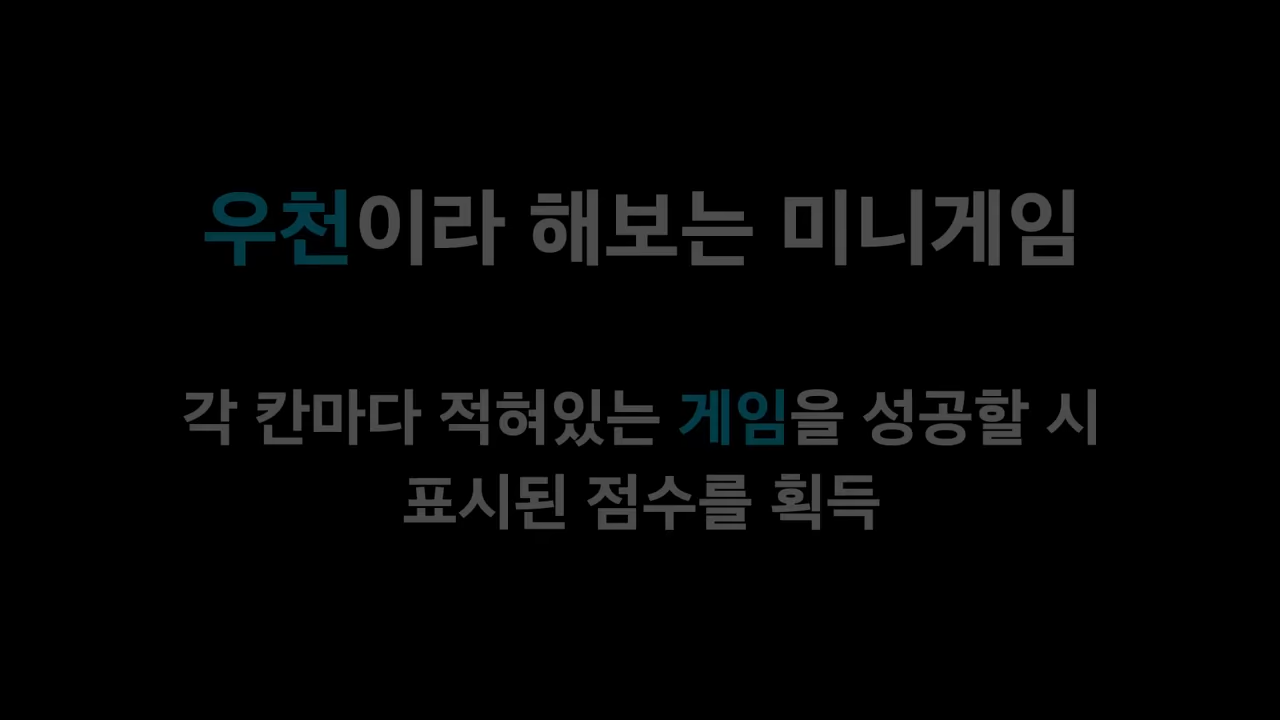 우천이라 해보는 미니게임
각 칸마다 적혀있는 게임을 성공할 시
표시된 점수를 획득